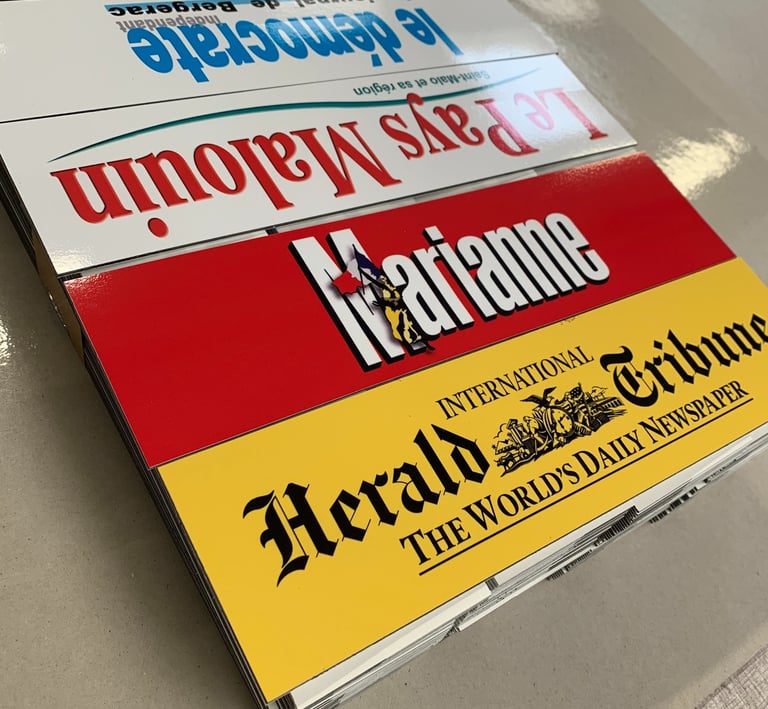 Journal de Bergerac
Indépendant
le démocrate
Le Pays Malouin
Saint-Malo et sa région
Marianne
INTERNATIONAL
Herald Tribune
THE WORLD'S DAILY NEWSPAPER